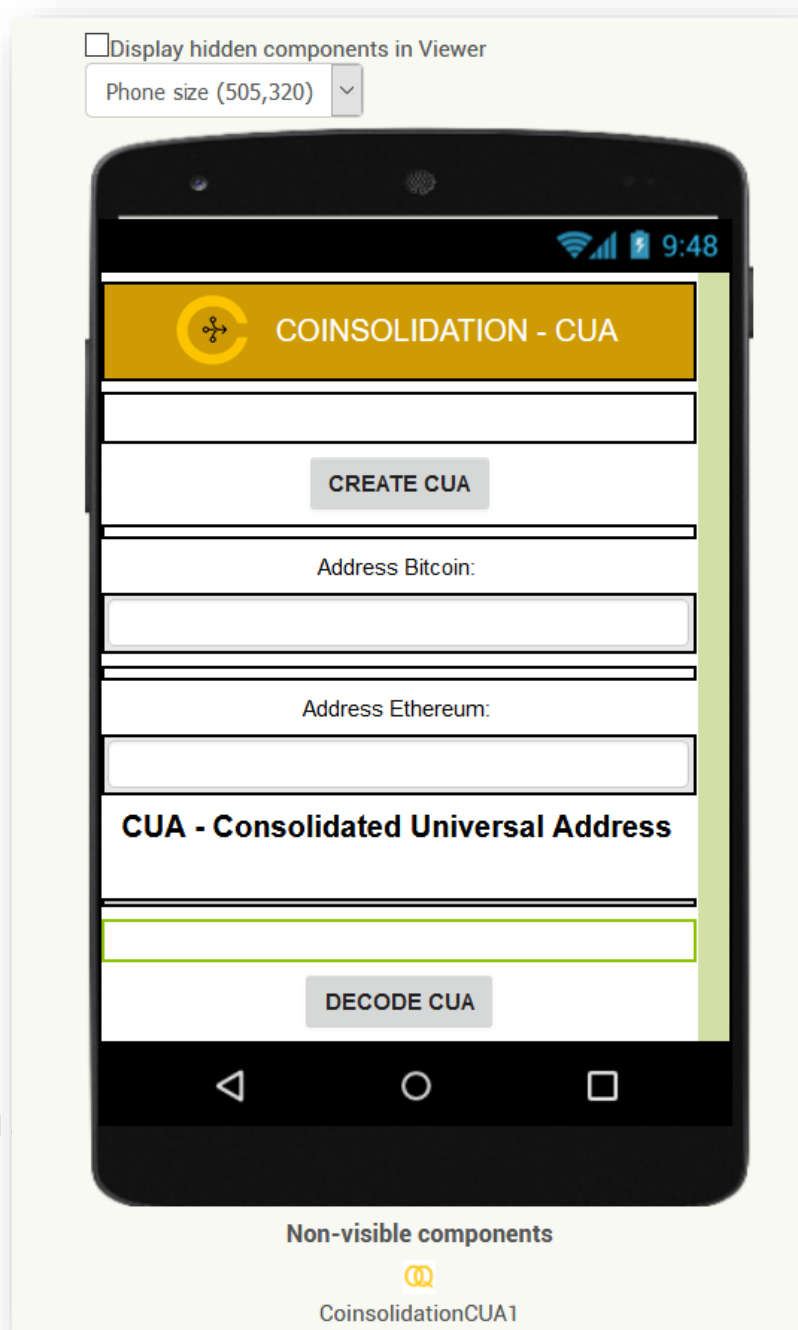 Display hidden components in Viewer
Phone size (505,320)
9:48
COINSOLIDATION - CUA
CREATE CUA
Address Bitcoin:
Address Ethereum:
CUA - Consolidated Universal Address
DECODE CUA
Non-visible components
CoinsolidationCUA1